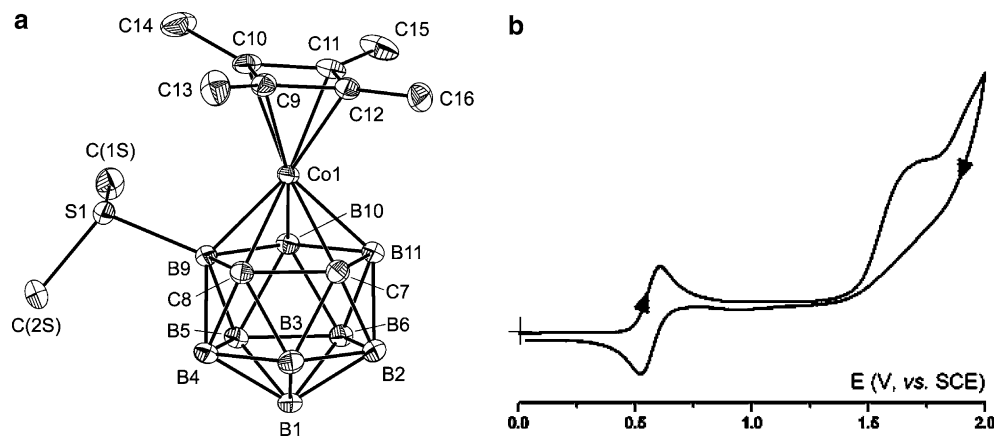 a
b
C14
C10
C11
C15
C13
C9
C12
C16
C(1S)
Co1
S1
B10
B9
B11
C8
C7
C(2S)
B5
B3
B6
B4
B2
B1
E (V, vs. SCE)
0.0 0.5 1.0 1.5 2.0